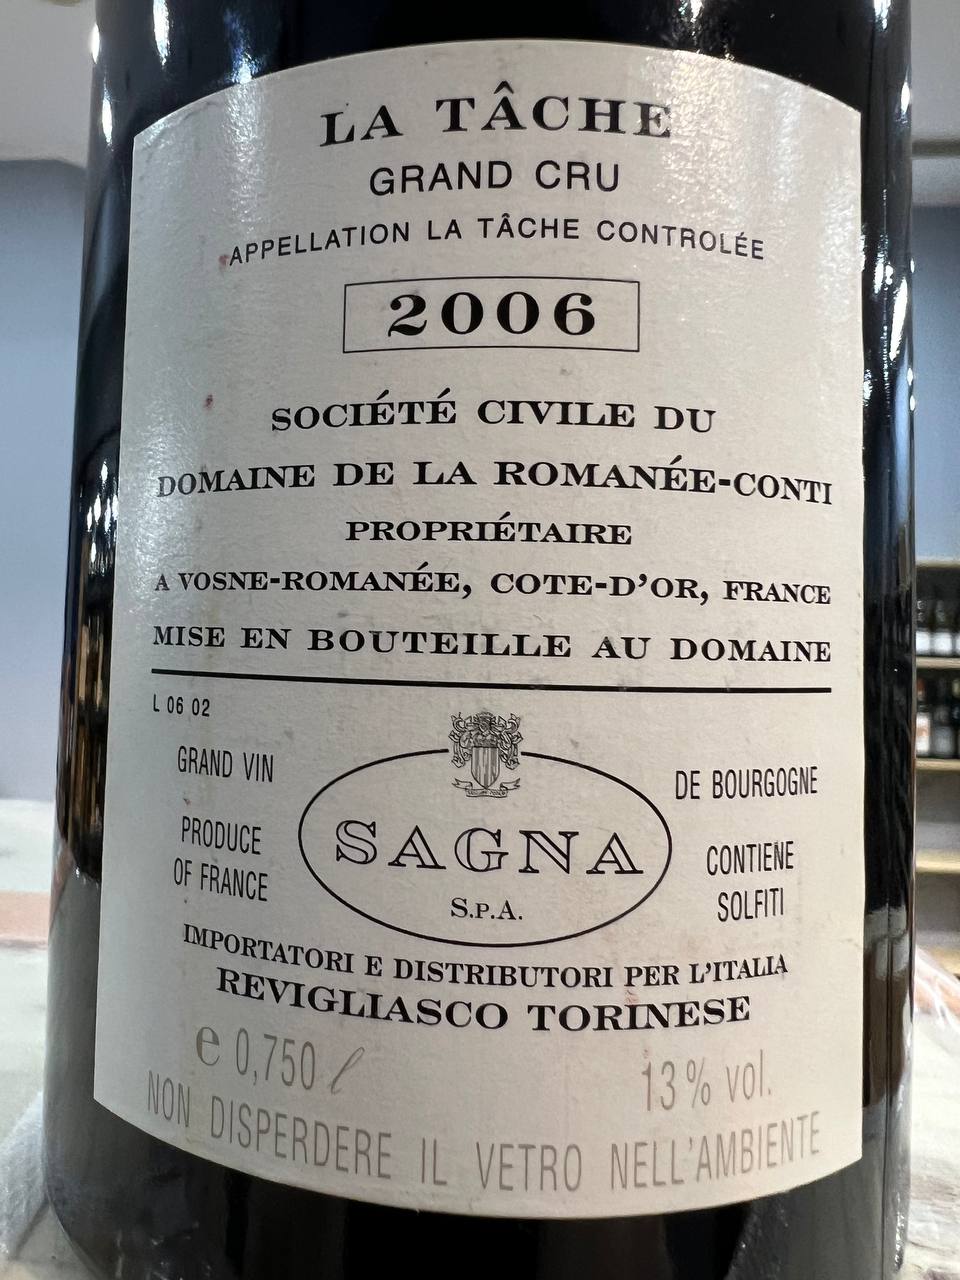 LA TÂCHE
GRAND CRU
APPELLATION LA TÂCHE CONTROLÉE
2006
SOCIÉTÉ CIVILE DU
DOMAINE DE LA ROMANÉE-CONTI
PROPRIÉTAIRE
A VOSNE-ROMANÉE, COTE-D'OR, FRANCE
MISE EN BOUTEILLE AU DOMAINE
L 06 02
GRAND VIN DE BOURGOGNE
PRODUCE OF FRANCE
SAGNA
S.P.A.
CONTIENE
SOLFITI
IMPORTATORI E DISTRIBUTORI PER L'ITALIA
REVIGLIASCO TORINESE
e 0,750 ℓ 13% vol.
NON DISPERDERE IL VETRO NELL'AMBIENTE